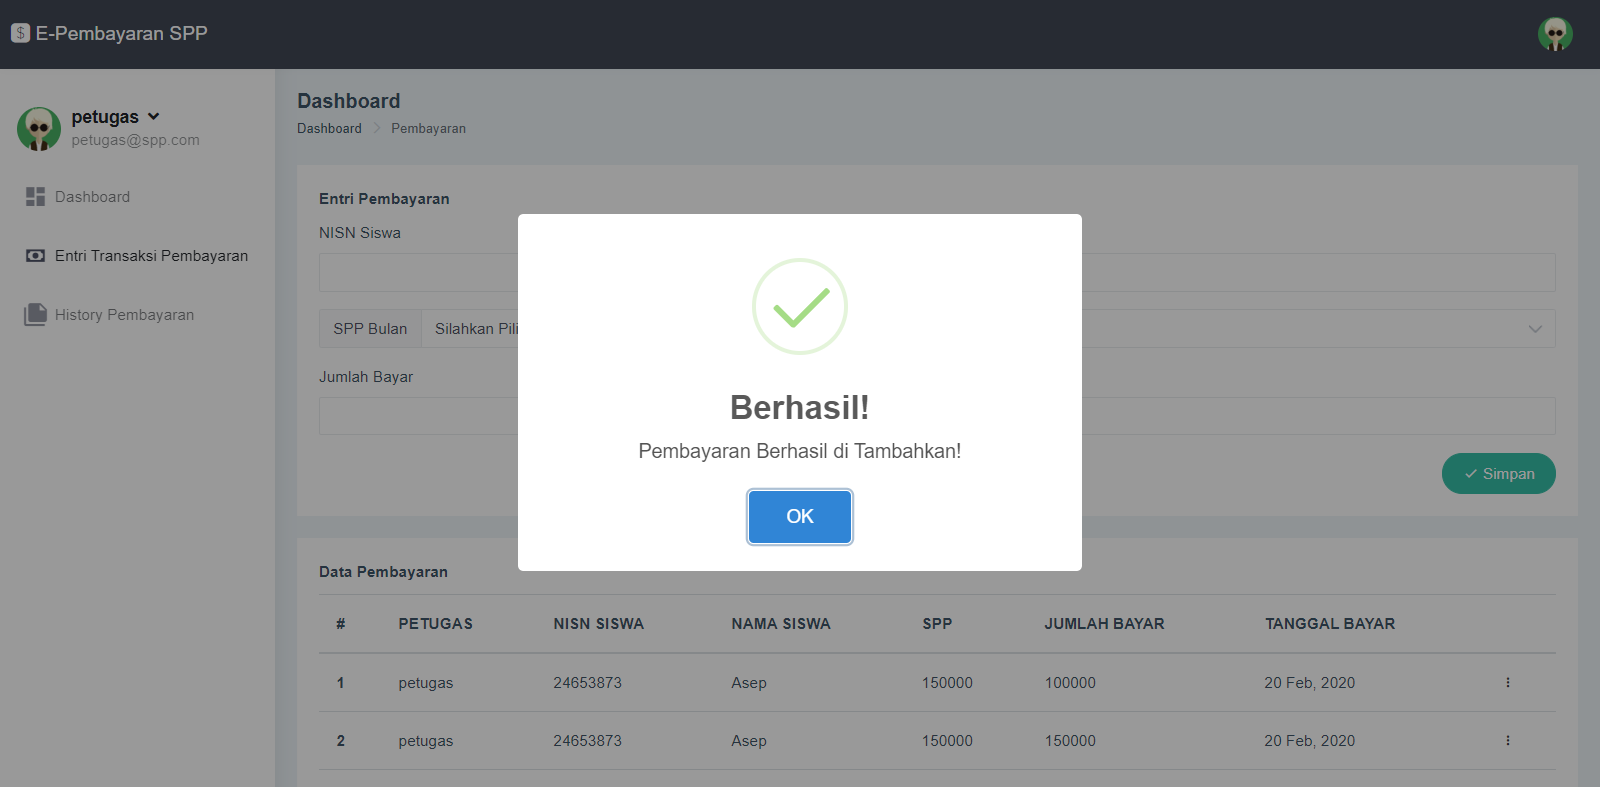 E-Pembayaran SPP
petugas
petugas@spp.com
Dashboard
Entri Transaksi Pembayaran
History Pembayaran
Dashboard
Dashboard Pembayaran
Entri Pembayaran
NISN Siswa
SPP Bulan Silahkan Pili
Jumlah Bayar
Simpan
Berhasil!
Pembayaran Berhasil di Tambahkan!
OK
Data Pembayaran
# PETUGAS NISN SISWA NAMA SISWA SPP JUMLAH BAYAR TANGGAL BAYAR
1 petugas 24653873 Asep 150000 100000 20 Feb, 2020
2 petugas 24653873 Asep 150000 150000 20 Feb, 2020